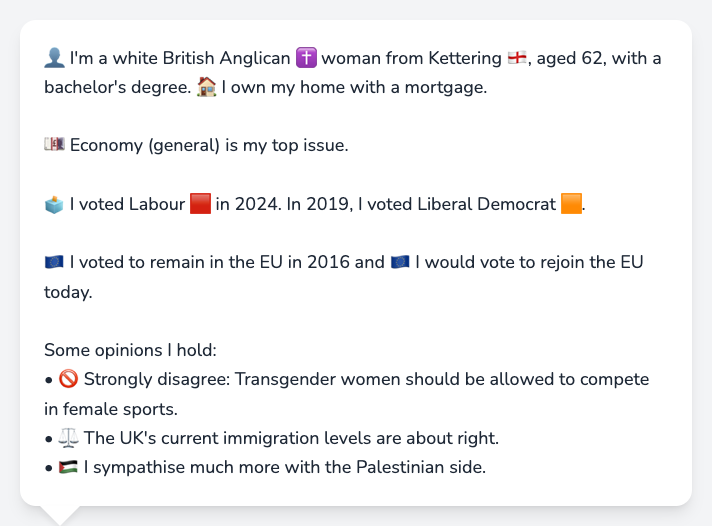 👤 I'm a white British Anglican ✝️ woman from Kettering 🏴󠁧󠁢󠁥󠁮󠁧󠁿, aged 62, with a
bachelor's degree. 🏠 I own my home with a mortgage.
💷 Economy (general) is my top issue.
🗳️ I voted Labour 🟥 in 2024. In 2019, I voted Liberal Democrat 🟧.
🇪🇺 I voted to remain in the EU in 2016 and 🇪🇺 I would vote to rejoin the EU
today.
Some opinions I hold:
• 🚫 Strongly disagree: Transgender women should be allowed to compete
in female sports.
• ⚖️ The UK's current immigration levels are about right.
• 🇵🇸 I sympathise much more with the Palestinian side.